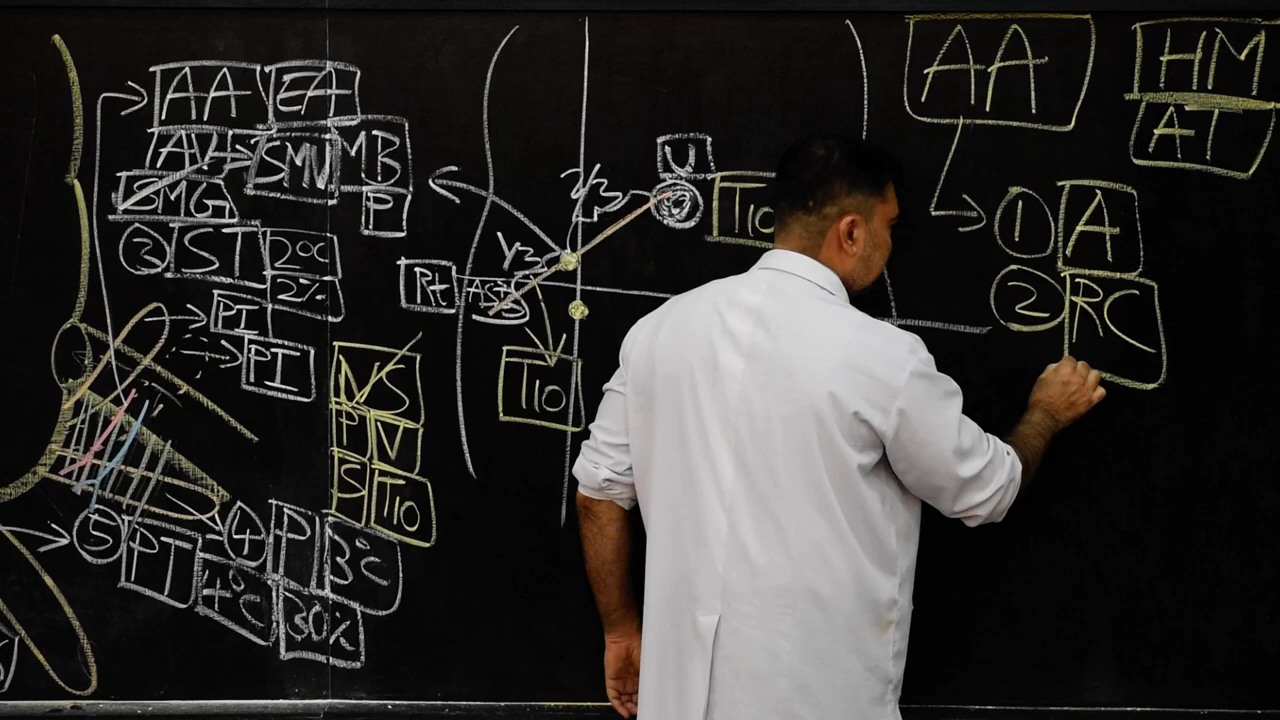 AA EA
AV SMV MB
SMG P
3 ST 2°C
2%
PI
PI
NS
P V
S T10
5 PT 4 P 3°C
4°C 30%
Rt
1/3
2/3
U
T10
T10
AA
1 A
2 RC
HM
AT